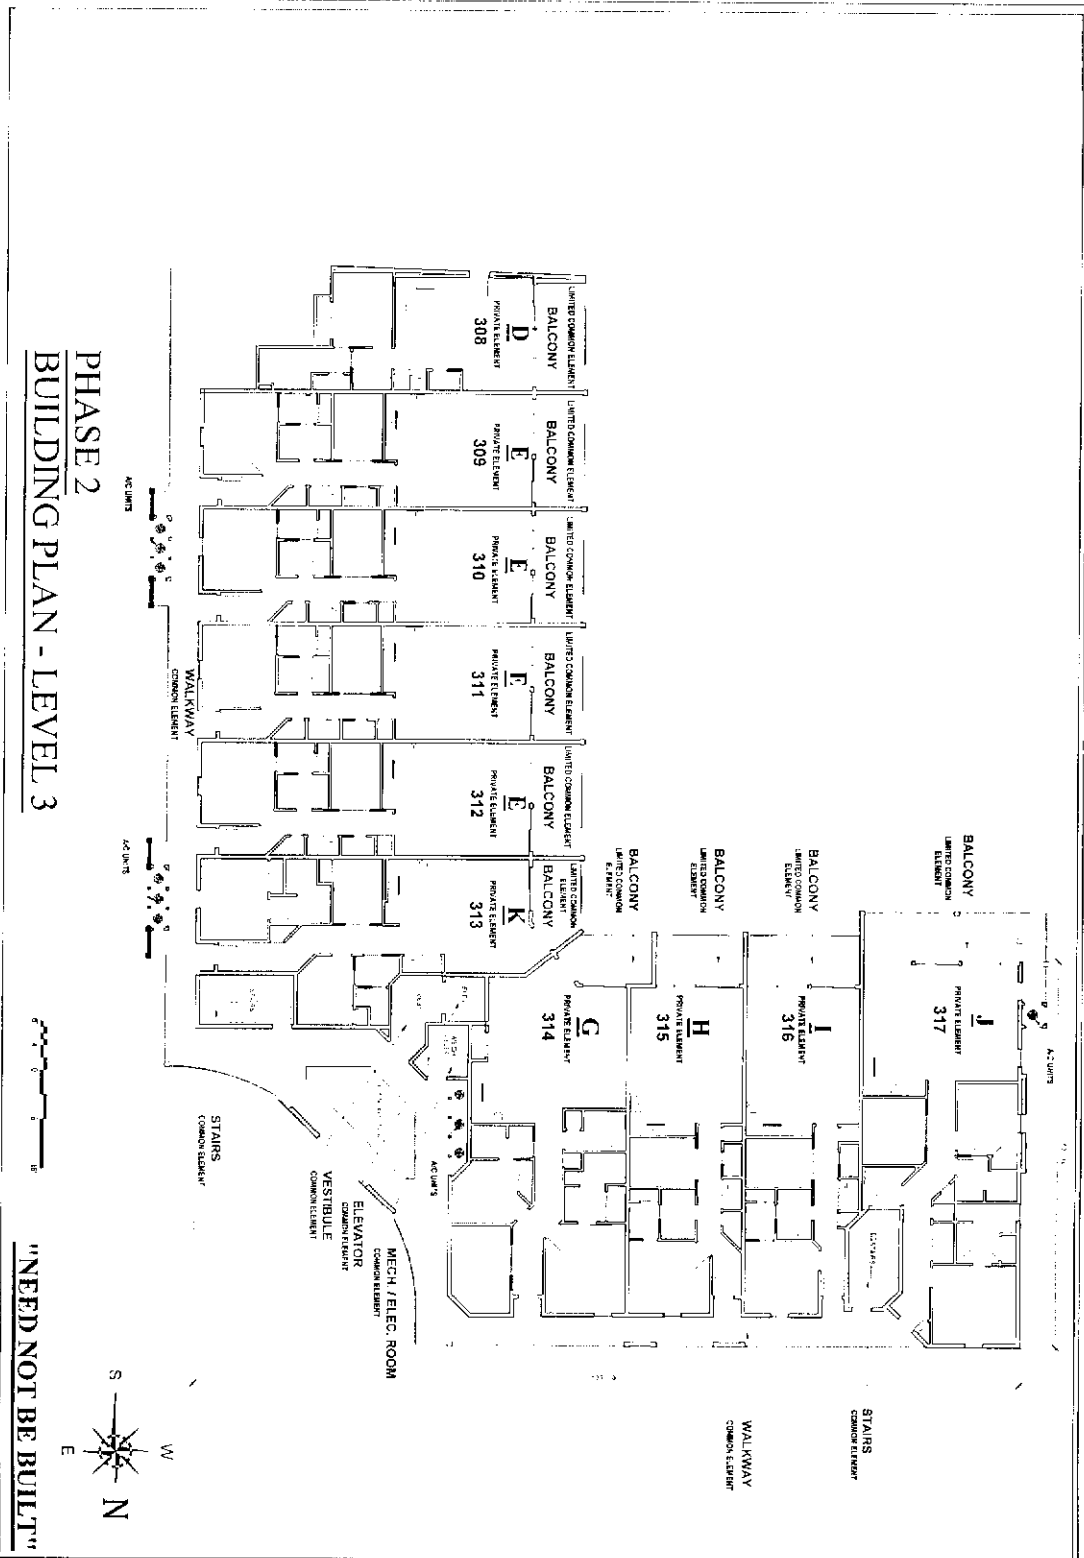 BALCONY
LIMITED COMMON
ELEMENT
J
PRIVATE ELEMENT
317
A/C UNITS
BALCONY
LIMITED COMMON
ELEMENT
I
PRIVATE ELEMENT
316
STAIRS
COMMON ELEMENT
BALCONY
LIMITED COMMON
ELEMENT
H
PRIVATE ELEMENT
315
WALKWAY
COMMON ELEMENT
BALCONY
LIMITED COMMON
ELEMENT
G
PRIVATE ELEMENT
314
LIMITED COMMON ELEMENT
BALCONY
D
PRIVATE ELEMENT
308
LIMITED COMMON ELEMENT
BALCONY
E
PRIVATE ELEMENT
309
LIMITED COMMON ELEMENT
BALCONY
E
PRIVATE ELEMENT
310
LIMITED COMMON ELEMENT
BALCONY
E
PRIVATE ELEMENT
311
LIMITED COMMON ELEMENT
BALCONY
E
PRIVATE ELEMENT
312
LIMITED COMMON
ELEMENT
BALCONY
K
PRIVATE ELEMENT
313
A/C UNITS
MECH. / ELEC. ROOM
COMMON ELEMENT
ELEVATOR
COMMON ELEMENT
VESTIBULE
COMMON ELEMENT
STAIRS
COMMON ELEMENT
STAIRS
WALKWAY
COMMON ELEMENT
A/C UNITS
A/C UNITS
PHASE 2
BUILDING PLAN - LEVEL 3
16'
S
W
E
N
"NEED NOT BE BUILT"